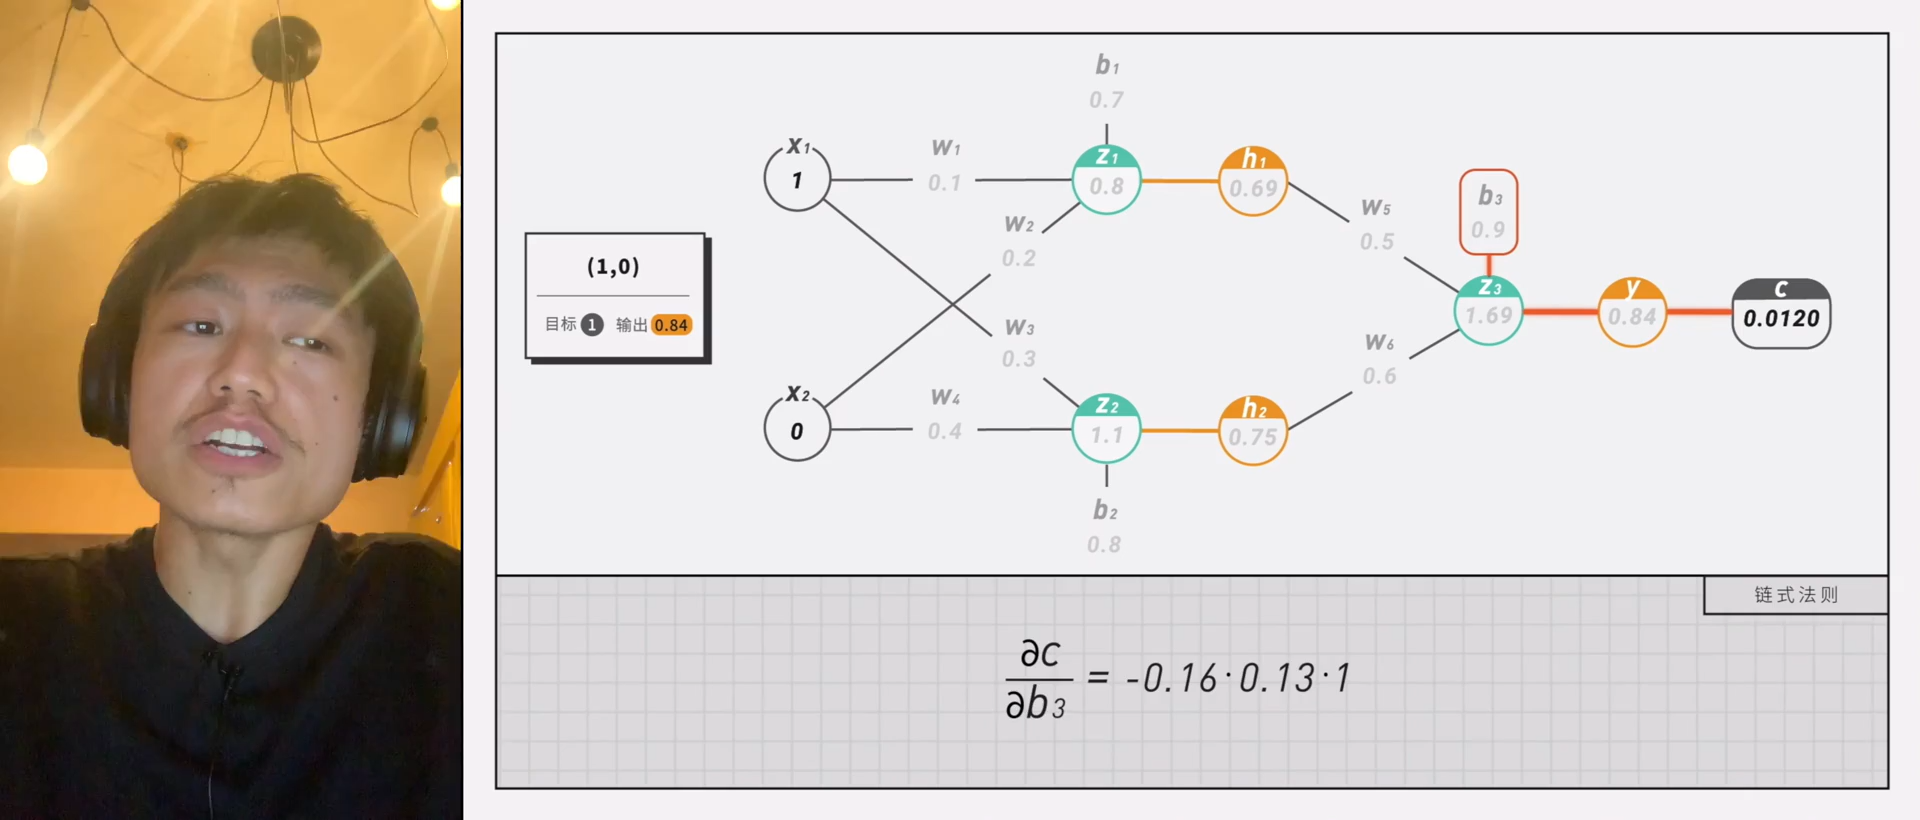 b₁
0.7
x₁
1
w₁
0.1
z₁
0.8
h₁
0.69
w₂
0.2
w₅
0.5
b₃
0.9
(1,0)
目标 1 输出 0.84
z₃
1.69
y
0.84
c
0.0120
w₃
0.3
w₆
0.6
x₂
0
w₄
0.4
z₂
1.1
h₂
0.75
b₂
0.8
链式法则
∂c/∂b₃ = -0.16·0.13·1